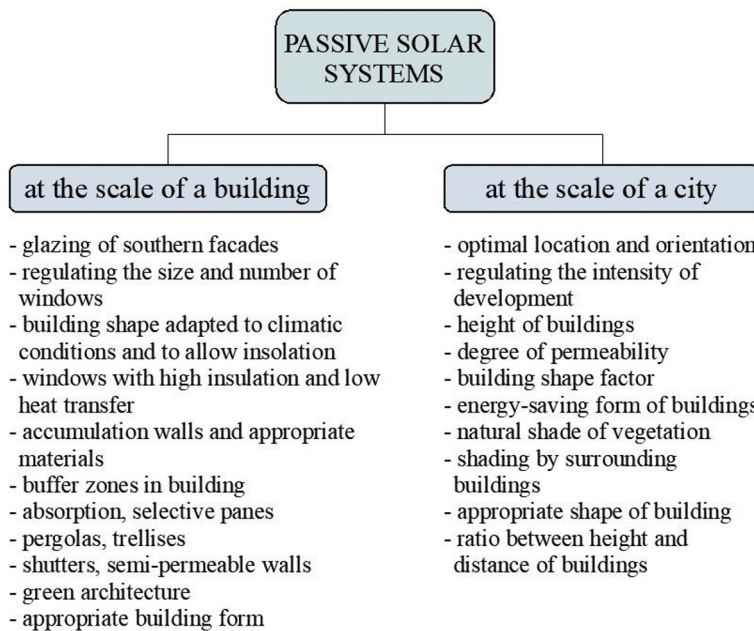 PASSIVE SOLAR
SYSTEMS
at the scale of a building
- glazing of southern facades
- regulating the size and number of
windows
- building shape adapted to climatic
conditions and to allow insolation
- windows with high insulation and low
heat transfer
- accumulation walls and appropriate
materials
- buffer zones in building
- absorption, selective panes
- pergolas, trellises
- shutters, semi-permeable walls
- green architecture
- appropriate building form
at the scale of a city
- optimal location and orientation
- regulating the intensity of
development
- height of buildings
- degree of permeability
- building shape factor
- energy-saving form of buildings
- natural shade of vegetation
- shading by surrounding
buildings
- appropriate shape of building
- ratio between height and
distance of buildings